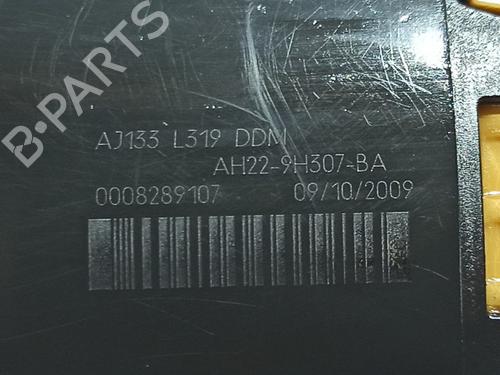 B-PARTS
AJ133 L319 DDM
AH22-9H307-BA
0008289107 09/10/2009